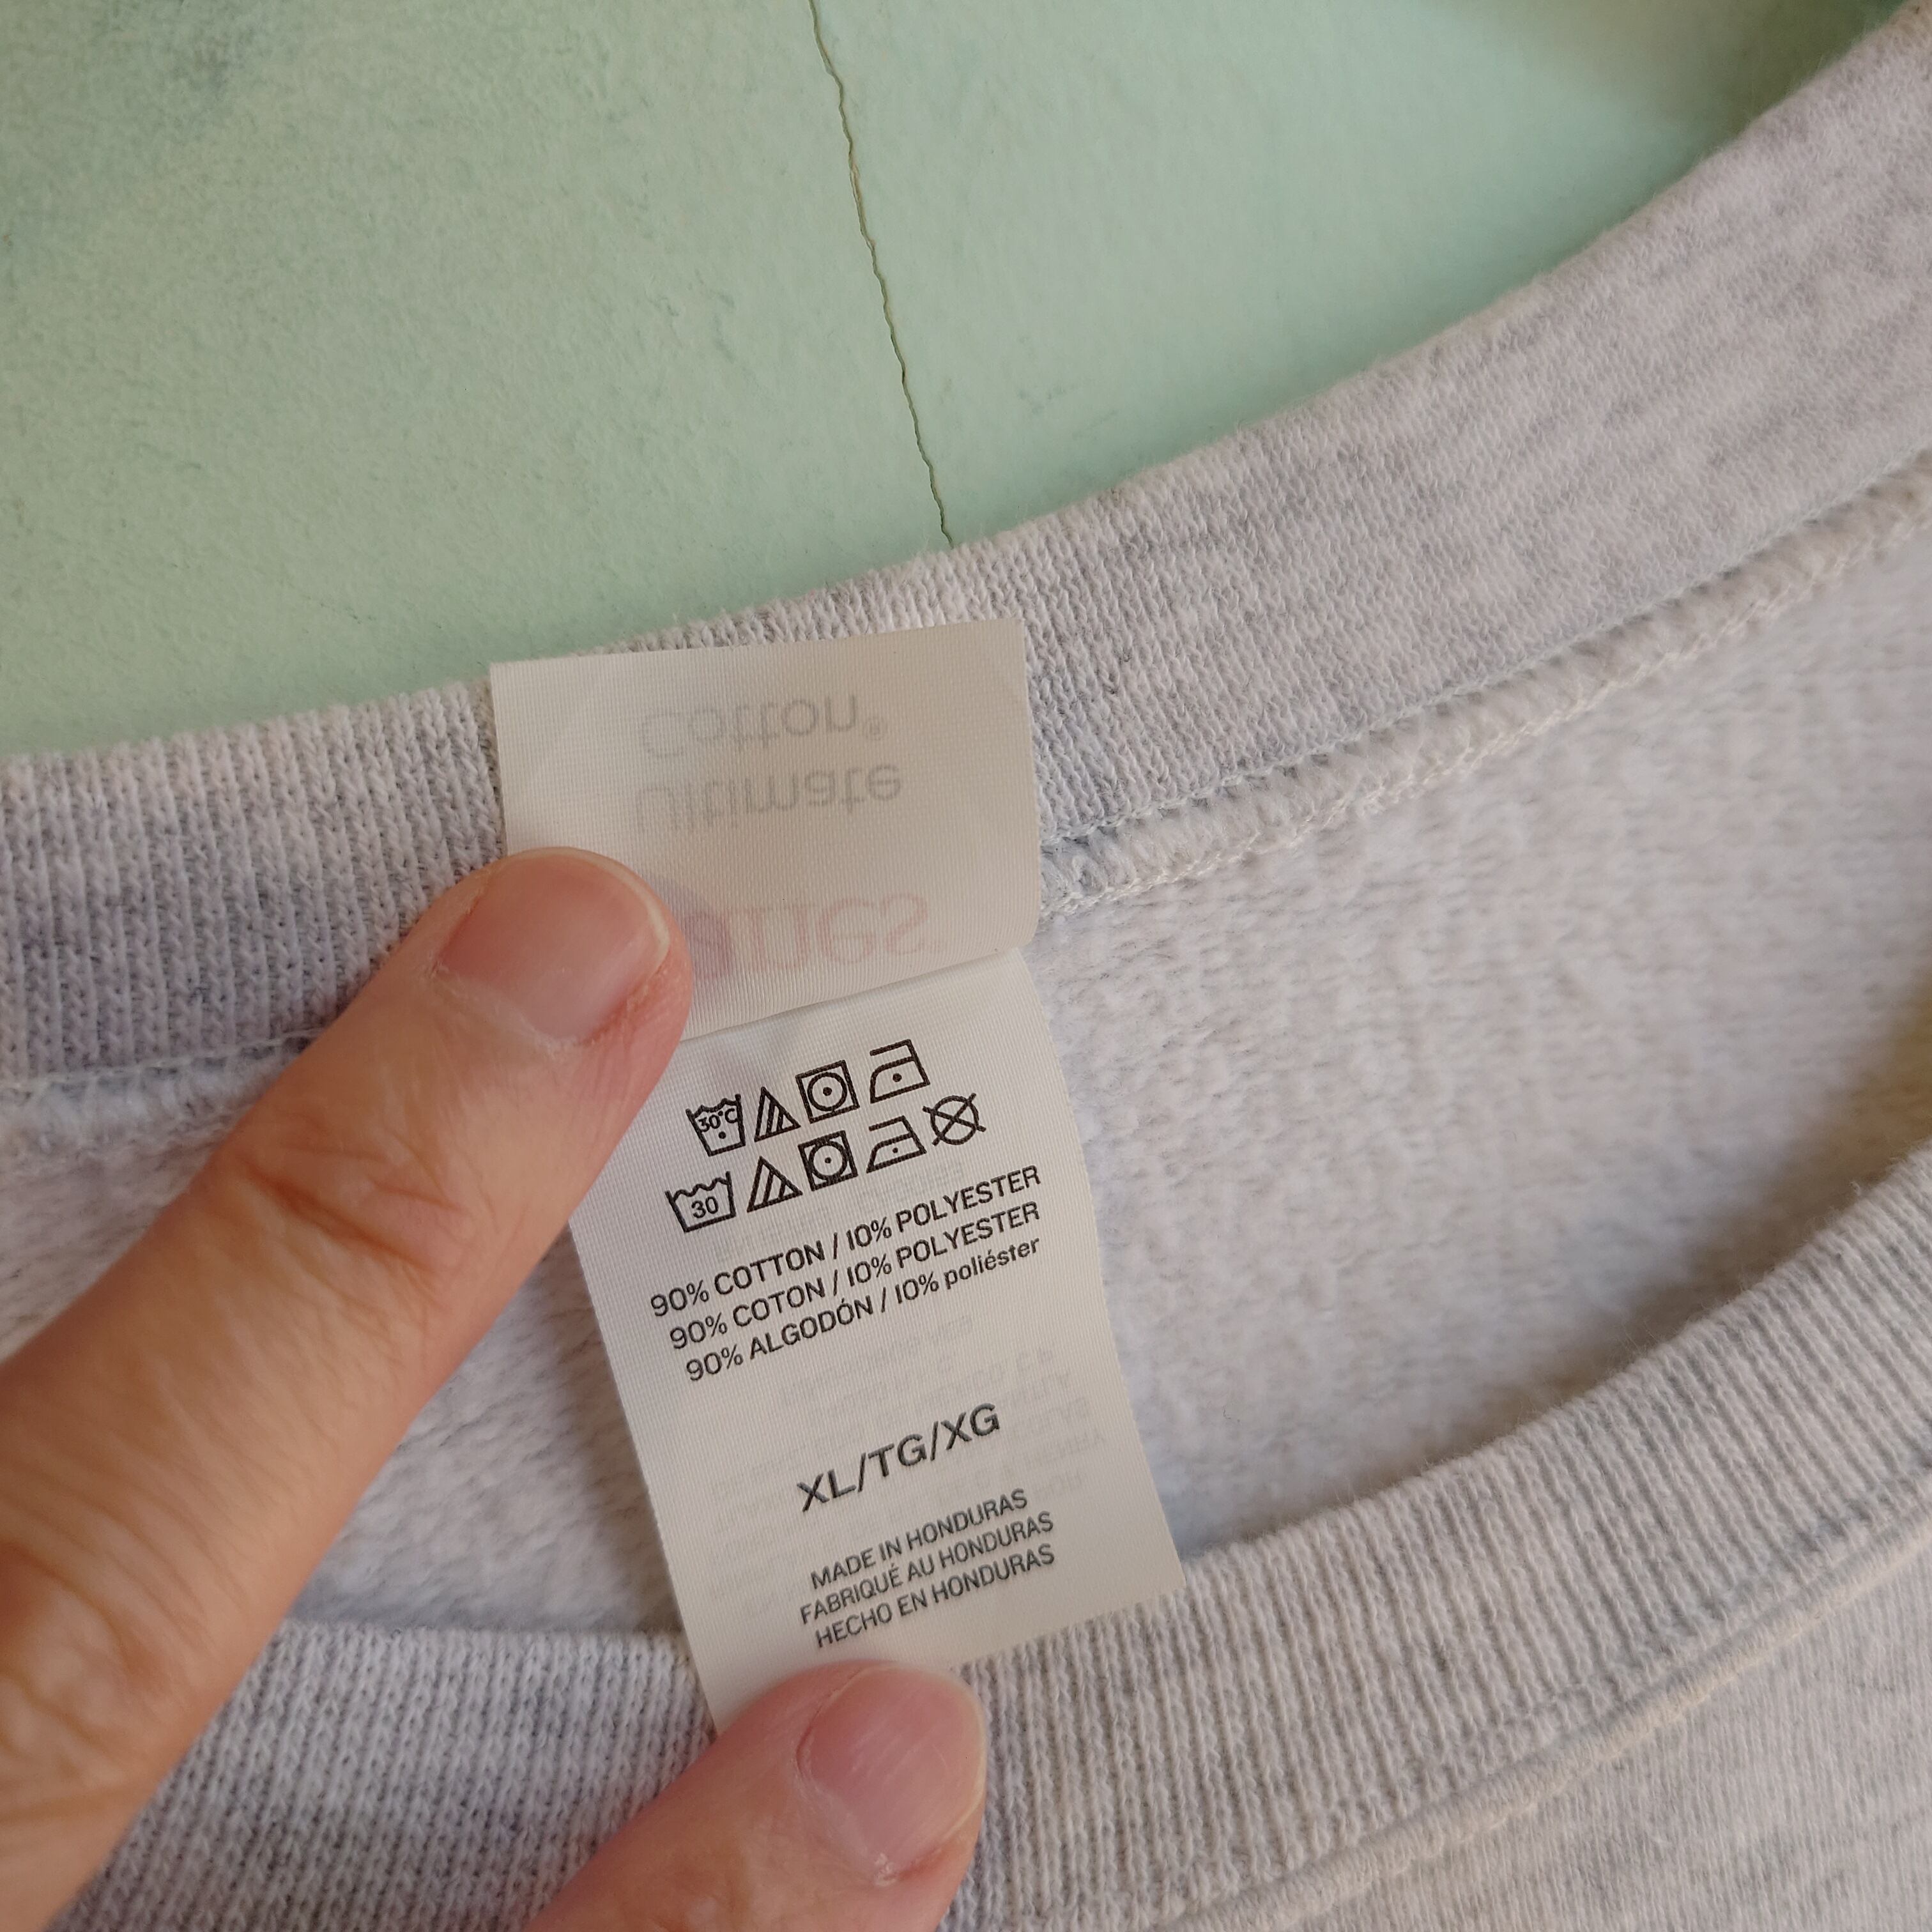 Cotton®
Ultimate
anes
30°C
30
90% COTTON / 10% POLYESTER
90% COTON / 10% POLYESTER
90% ALGODÓN / 10% poliéster
XL/TG/XG
MADE IN HONDURAS
FABRIQUÉ AU HONDURAS
HECHO EN HONDURAS